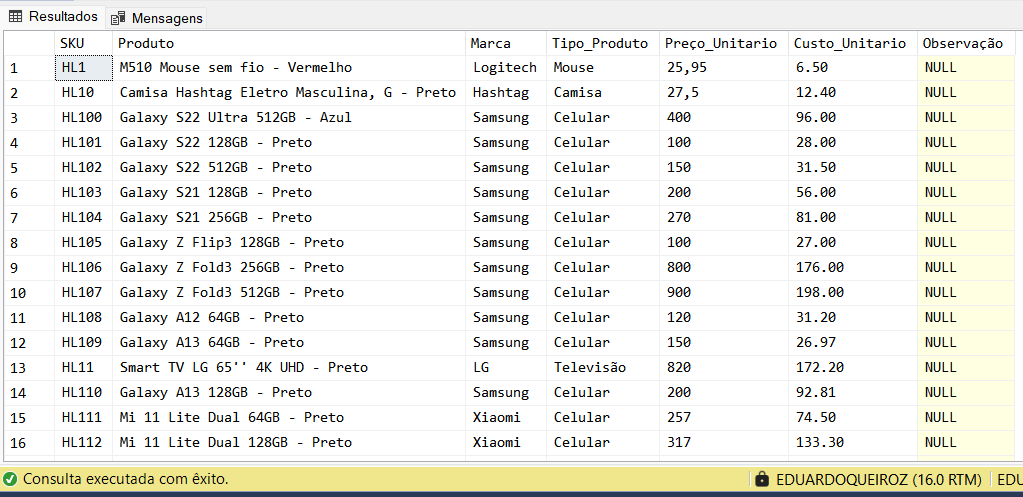 Resultados Mensagens
SKU Produto Marca Tipo_Produto Preço_Unitario Custo_Unitario Observação
1 HL1 M510 Mouse sem fio - Vermelho Logitech Mouse 25,95 6.50 NULL
2 HL10 Camisa Hashtag Eletro Masculina, G - Preto Hashtag Camisa 27,5 12.40 NULL
3 HL100 Galaxy S22 Ultra 512GB - Azul Samsung Celular 400 96.00 NULL
4 HL101 Galaxy S22 128GB - Preto Samsung Celular 100 28.00 NULL
5 HL102 Galaxy S22 512GB - Preto Samsung Celular 150 31.50 NULL
6 HL103 Galaxy S21 128GB - Preto Samsung Celular 200 56.00 NULL
7 HL104 Galaxy S21 256GB - Preto Samsung Celular 270 81.00 NULL
8 HL105 Galaxy Z Flip3 128GB - Preto Samsung Celular 100 27.00 NULL
9 HL106 Galaxy Z Fold3 256GB - Preto Samsung Celular 800 176.00 NULL
10 HL107 Galaxy Z Fold3 512GB - Preto Samsung Celular 900 198.00 NULL
11 HL108 Galaxy A12 64GB - Preto Samsung Celular 120 31.20 NULL
12 HL109 Galaxy A13 64GB - Preto Samsung Celular 150 26.97 NULL
13 HL11 Smart TV LG 65'' 4K UHD - Preto LG Televisão 820 172.20 NULL
14 HL110 Galaxy A13 128GB - Preto Samsung Celular 200 92.81 NULL
15 HL111 Mi 11 Lite Dual 64GB - Preto Xiaomi Celular 257 74.50 NULL
16 HL112 Mi 11 Lite Dual 128GB - Preto Xiaomi Celular 317 133.30 NULL
Consulta executada com êxito. EDUARDOQUEIROZ (16.0 RTM) EDU